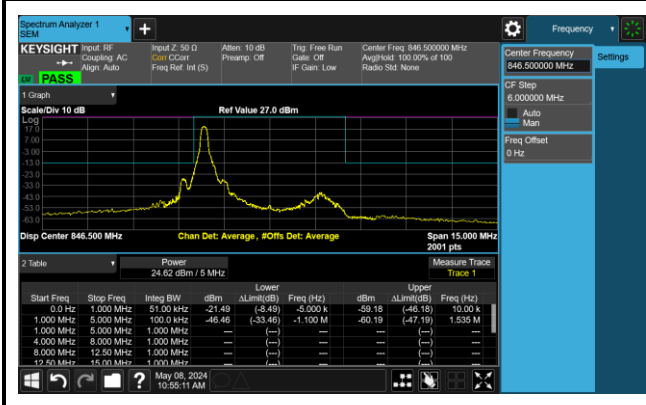 Spectrum Analyzer 1
SEM
Frequency
KEYSIGHT Input: RF Input Z: 50 Ω Atten: 10 dB Trig: Free Run Center Freq: 846.500000 MHz
Coupling: AC Corr CCorr Preamp: Off Gate: Off Avg|Hold: 100.00% of 100
Align: Auto Freq Ref: Int (S) IF Gain: Low Radio Std: None
PASS
Center Frequency
846.500000 MHz
Settings
CF Step
6.000000 MHz
Auto
Man
Freq Offset
0 Hz
1 Graph
Scale/Div 10 dB Ref Value 27.0 dBm
Log
17.0
7.00
-3.00
-13.0
-23.0
-33.0
-43.0
-53.0
-63.0
Disp Center 846.500 MHz Chan Det: Average , #Offs Det: Average Span 15.000 MHz
2001 pts
2 Table Power Measure Trace
24.62 dBm / 5 MHz Trace 1
Lower Upper
Start Freq Stop Freq Integ BW dBm ΔLimit(dB) Freq (Hz) dBm ΔLimit(dB) Freq (Hz)
0.0 Hz 1.000 MHz 51.00 kHz -21.49 (-8.49) -5.000 k -59.18 (-46.18) 10.00 k
1.000 MHz 5.000 MHz 100.0 kHz -46.46 (-33.46) -1.100 M -60.19 (-47.19) 1.535 M
1.000 MHz 5.000 MHz 1.000 MHz --- (---) --- --- (---) ---
4.000 MHz 8.000 MHz 1.000 MHz --- (---) --- --- (---) ---
8.000 MHz 12.50 MHz 1.000 MHz --- (---) --- --- (---) ---
12.50 MHz 15.00 MHz 1.000 MHz --- (---) --- --- (---) ---
May 08, 2024
10:55:11 AM